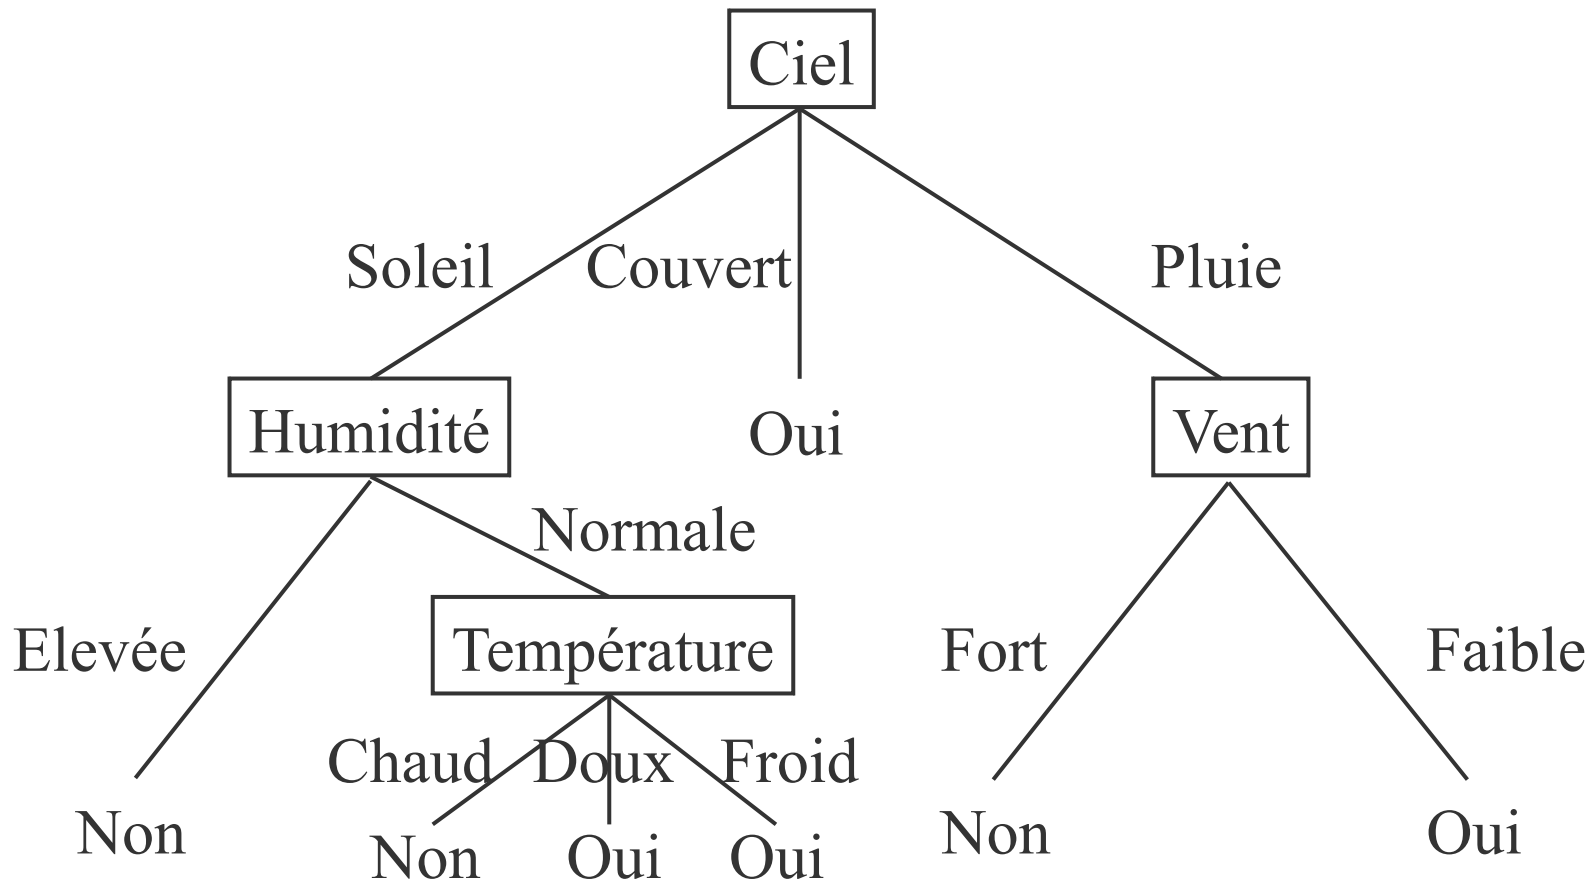 Ciel
Soleil Couvert Pluie
Humidité Oui Vent
Normale
Elevée Température Fort Faible
Chaud Doux Froid
Non Non Oui Oui Non Oui